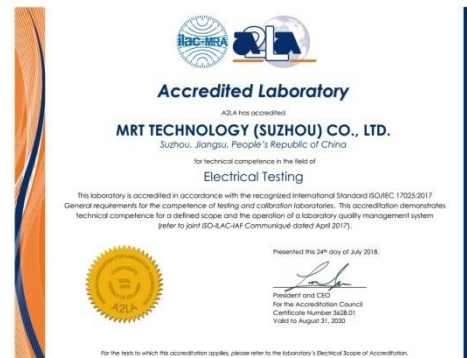 ilac-MRA
A2LA
Accredited Laboratory
A2LA has accredited
MRT TECHNOLOGY (SUZHOU) CO., LTD.
Suzhou, Jiangsu, People's Republic of China
for technical competence in the field of
Electrical Testing
This laboratory is accredited in accordance with the recognized International Standard ISO/IEC 17025:2017
General requirements for the competence of testing and calibration laboratories. This accreditation demonstrates
technical competence for a defined scope and the operation of a laboratory quality management system
(refer to joint ISO-ILAC-IAF Communiqué dated April 2017).
Presented this 24th day of July 2018.
President and CEO
For the Accreditation Council
Certificate Number 3628.01
Valid to August 31, 2020
CORPORATE
SEAL
1978
A2LA
For the tests to which this accreditation applies, please refer to the laboratory's Electrical Scope of Accreditation.